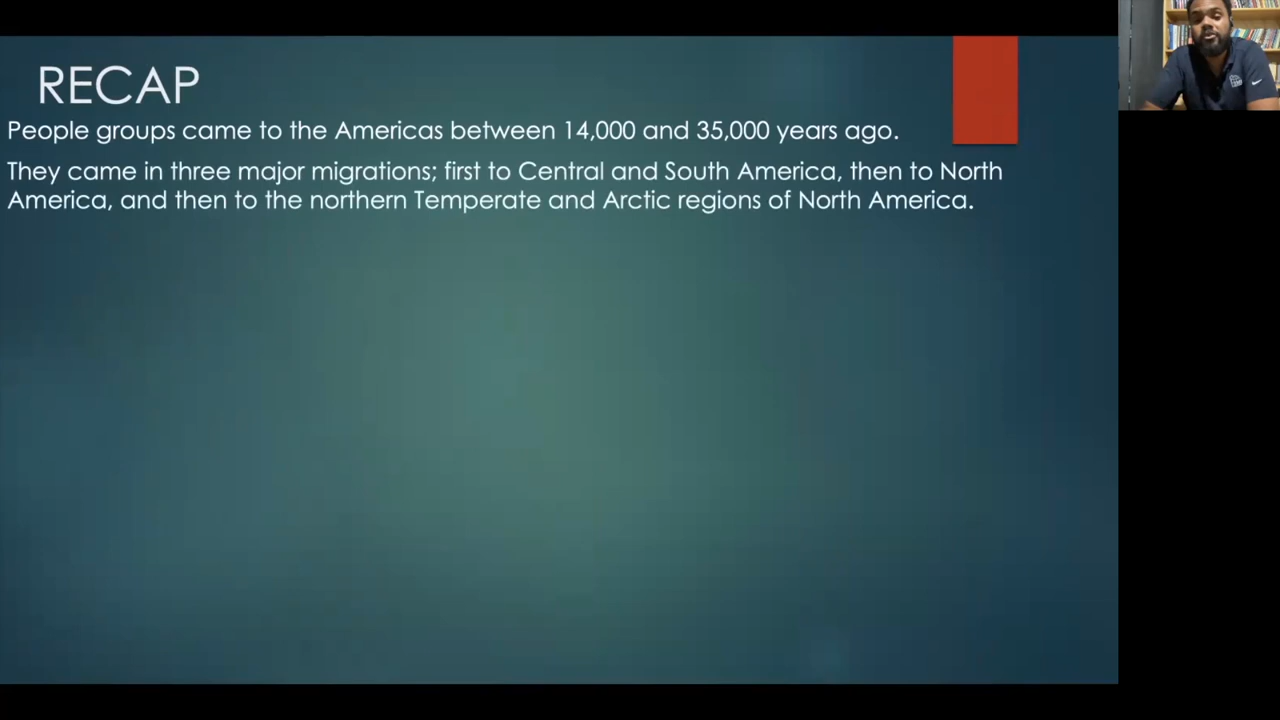 RECAP
People groups came to the Americas between 14,000 and 35,000 years ago.
They came in three major migrations; first to Central and South America, then to North
America, and then to the northern Temperate and Arctic regions of North America.